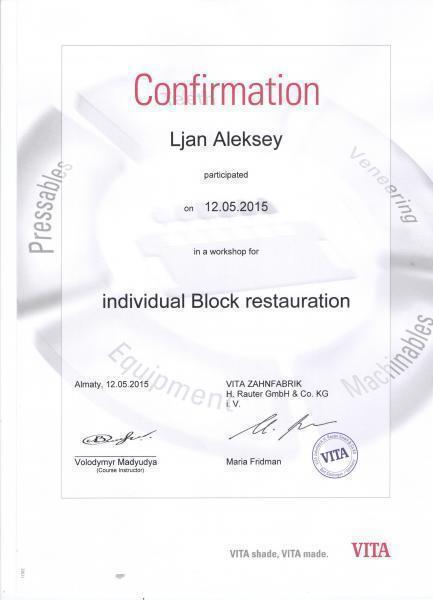 Confirmation
Ljan Aleksey
participated
on 12.05.2015
in a workshop for
individual Block restauration
Pressables
Veneering
Equipment
Machinables
Almaty, 12.05.2015
VITA ZAHNFABRIK
H. Rauter GmbH & Co. KG
i. V.
Volodymyr Madyudya
(Course Instructor)
Maria Fridman
VITA
VITA shade, VITA made.
VITA